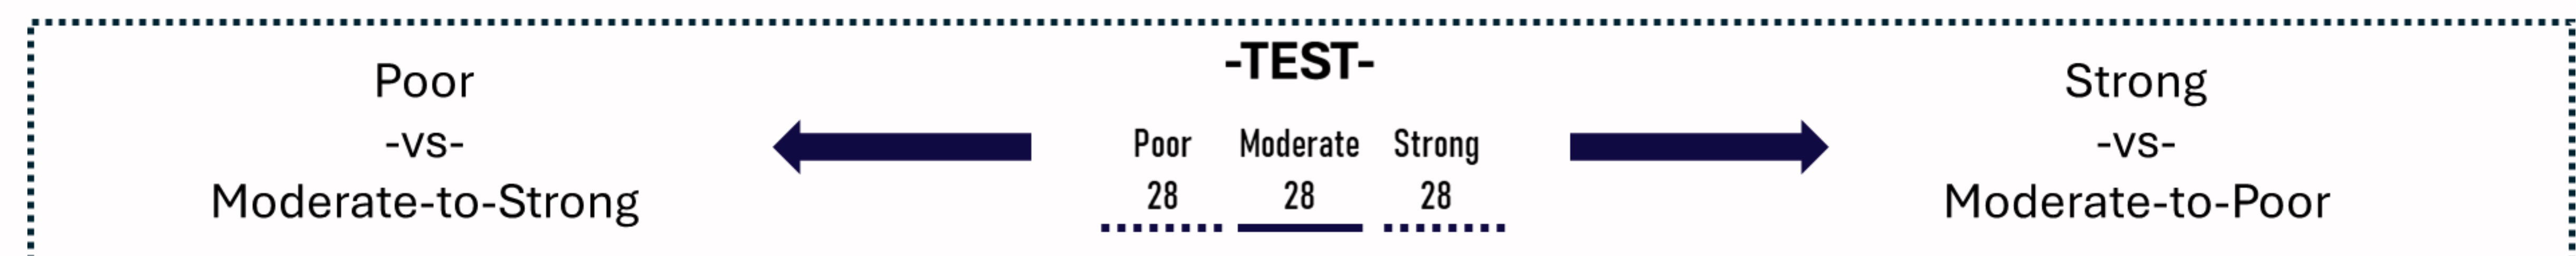 -TEST-
Poor
-vs-
Moderate-to-Strong
Poor Moderate Strong
28 28 28
Strong
-vs-
Moderate-to-Poor